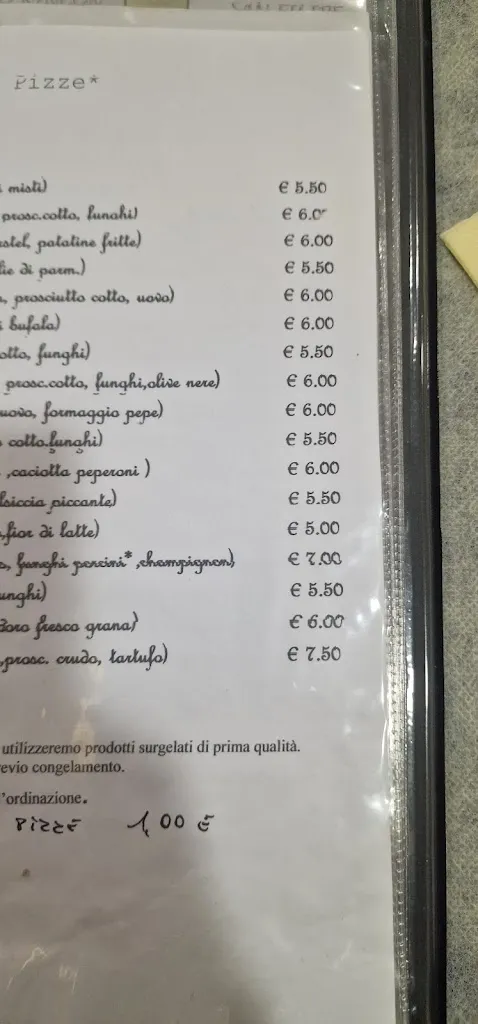 Pizze*
misti) € 5.50
prosc.cotto, funghi) € 6.0
patatine fritte) € 6.00
di parm.) € 5.50
, prosciutto cotto, uovo) € 6.00
bufala) € 6.00
otto, funghi) € 5.50
prosc.cotto, funghi,olive nere) € 6.00
uovo, formaggio pepe) € 6.00
cotto,funghi) € 5.50
,caciotta peperoni ) € 6.00
lsiccia piccante) € 5.50
,fior di latte) € 5.00
, funghi porcini* ,champignon) € 7.00
unghi) € 5.50
doro fresco grana) € 6.00
,prosc. crudo, tartufo) € 7.50
utilizzeremo prodotti surgelati di prima qualità.
revio congelamento.
l'ordinazione.
PIZZE 1,00 €